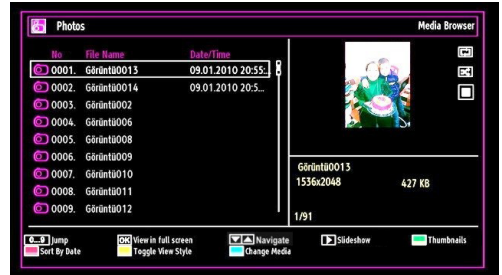 Photos Media Browser
No File Name Date/Time
0001. Görüntü0013 09.01.2010 20:55:.
0002. Görüntü0014 09.01.2010 20:5...
0003. Görüntü002
0004. Görüntü006
0005. Görüntü008
0006. Görüntü009
0007. Görüntü010
0008. Görüntü011
0009. Görüntü012
Görüntü0013
1536x2048 427 KB
1/91
0...9 Jump OK View in full screen Navigate Slideshow Thumbnails
Sort By Date Toggle View Style Change Media